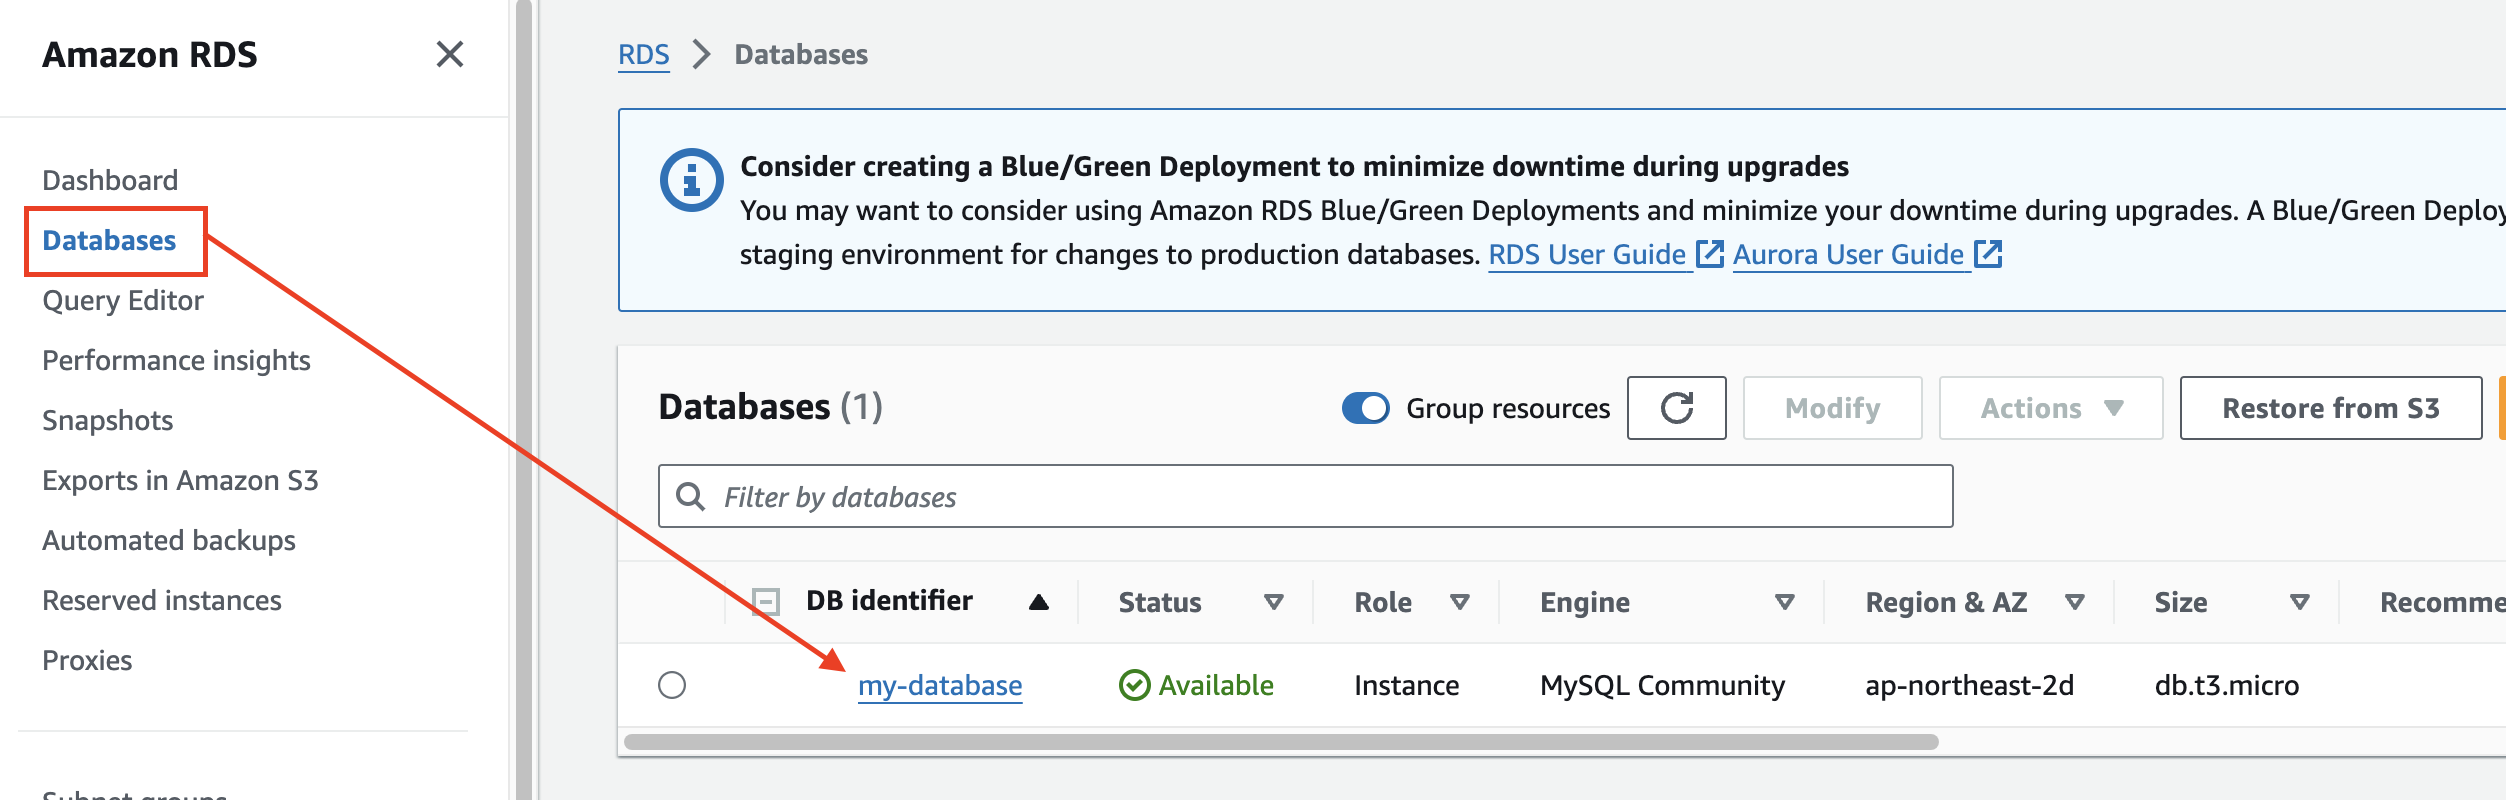 Amazon RDS
Dashboard
Databases
Query Editor
Performance insights
Snapshots
Exports in Amazon S3
Automated backups
Reserved instances
Proxies
Subnet groups
RDS > Databases
Consider creating a Blue/Green Deployment to minimize downtime during upgrades
You may want to consider using Amazon RDS Blue/Green Deployments and minimize your downtime during upgrades. A Blue/Green Deploy
staging environment for changes to production databases. RDS User Guide Aurora User Guide
Databases (1)
Group resources
Modify
Actions
Restore from S3
Filter by databases
DB identifier Status Role Engine Region & AZ Size Recomme
my-database Available Instance MySQL Community ap-northeast-2d db.t3.micro